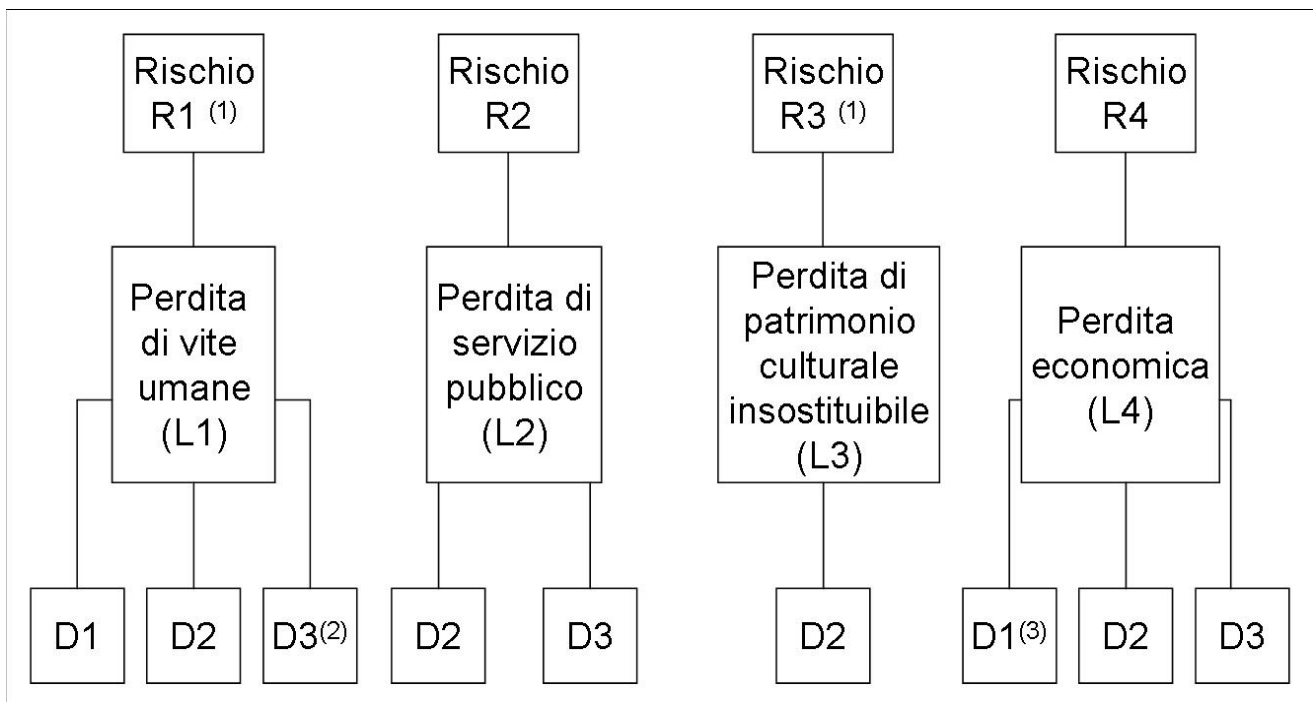 Rischio
R1 (1)
Rischio
R2
Rischio
R3 (1)
Rischio
R4
Perdita
di vite
umane
(L1)
Perdita di
servizio
pubblico
(L2)
Perdita di
patrimonio
culturale
insostituibile
(L3)
Perdita
economica
(L4)
D1
D2
D3(2)
D2
D3
D2
D1(3)
D2
D3